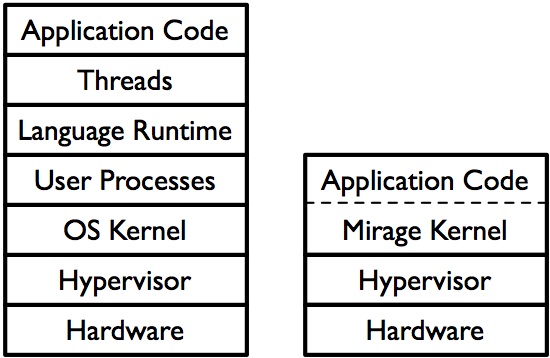 Application Code
Threads
Language Runtime
User Processes
OS Kernel
Hypervisor
Hardware
Application Code
Mirage Kernel
Hypervisor
Hardware